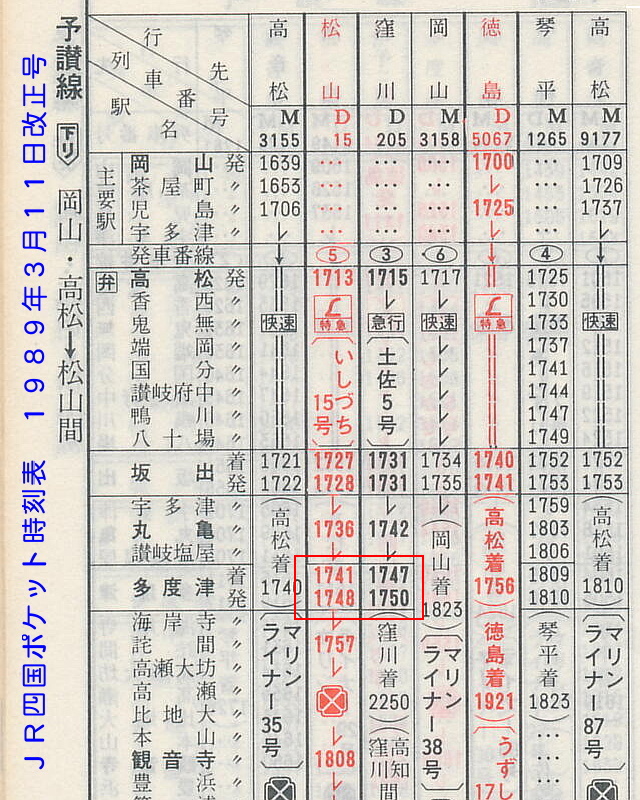 JR四国ポケット時刻表　1989年3月11日改正号
予讃線 下り 岡山・高松→松山間
行先 高松 松山 窪川 岡山 徳島 琴平 高松
列車番号 M D D M D M M
駅名 3155 15 205 3158 5067 1265 9177
主要駅
岡山発 1639 … … … 1700 … 1709
茶屋町〃 1653 … … … ㇾ … 1726
児島〃 1706 … … … 1725 … 1737
宇多津〃 ㇾ … … … ㇾ … ㇾ
発車番線 ↓ ⑤ ③ ⑥ ↓ ④ ↓
弁 高松発 ‖ 1713 1715 1717 ‖ 1725 ‖
香西〃 1730
鬼無〃 快速 特急 急行 快速 特急 1733 快速
端岡〃 1737
国分〃 1741
讃岐府中〃 1744
鴨川〃 1747
八十場〃 1749
いしづち15号
土佐5号
坂出着 1721 1727 1731 1734 1740 1752 1752
発 1722 1728 1731 1735 1741 1753 1753
宇多津〃 ㇾ ㇾ ㇾ 1759
丸亀〃 1736 1742 1803
讃岐塩屋〃 ㇾ ㇾ 1806
多度津着 1741 1747 1809
発 1748 1750 1810
高松着 1740
岡山着 1823
高松着 1756
高松着 1810
海岸寺〃 ㇾ
詫間〃 1757
高瀬大坊〃 ㇾ
高瀬〃
比地大〃
本山〃
観音寺〃 1808
豊浜〃 ㇾ
マリンライナー35号
窪川着 2250
高知窪川間
マリンライナー38号
徳島着 1921
うずし
琴平着 1823
…
マリンライナー87号